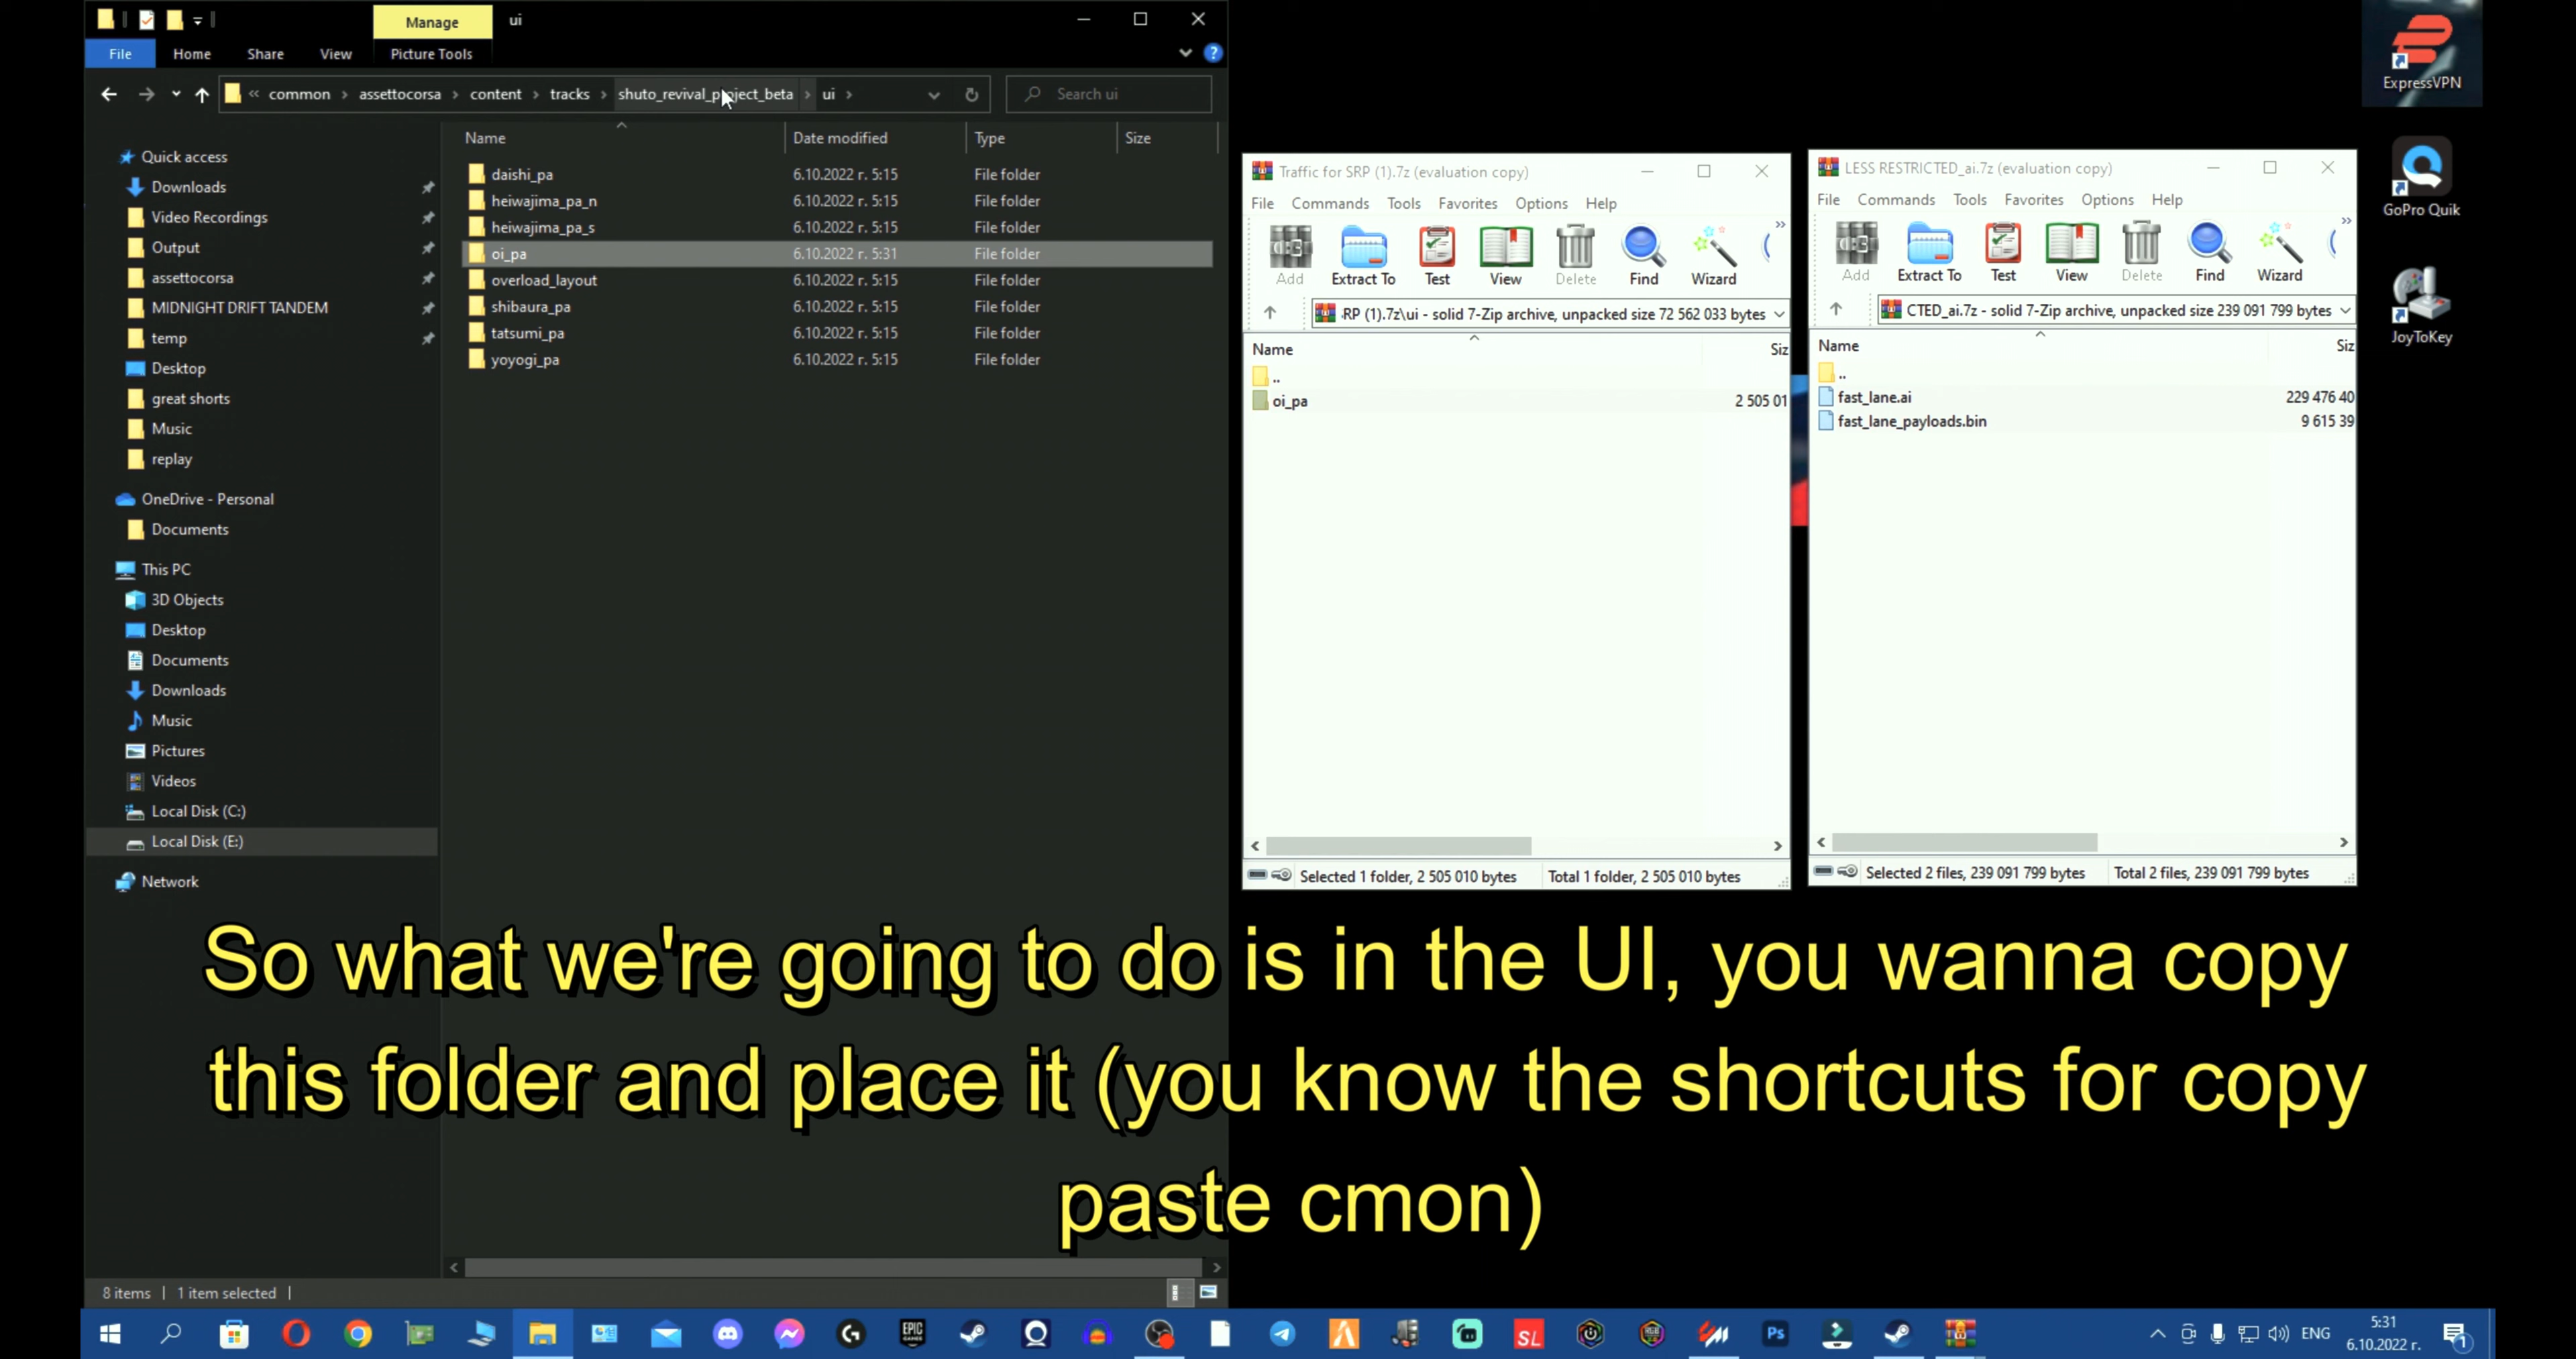 Manage
ui
File
Home
Share
View
Picture Tools
« common › assettocorsa › content › tracks › shuto_revival_project_beta › ui ›
Search ui
Name
Date modified
Type
Size
Quick access
Downloads
Video Recordings
Output
assettocorsa
MIDNIGHT DRIFT TANDEM
temp
Desktop
great shorts
Music
replay
OneDrive - Personal
Documents
This PC
3D Objects
Desktop
Documents
Downloads
Music
Pictures
Videos
Local Disk (C:)
Local Disk (E:)
Network
daishi_pa 6.10.2022 г. 5:15 File folder
heiwajima_pa_n 6.10.2022 г. 5:15 File folder
heiwajima_pa_s 6.10.2022 г. 5:15 File folder
oi_pa 6.10.2022 г. 5:31 File folder
overload_layout 6.10.2022 г. 5:15 File folder
shibaura_pa 6.10.2022 г. 5:15 File folder
tatsumi_pa 6.10.2022 г. 5:15 File folder
yoyogi_pa 6.10.2022 г. 5:15 File folder
8 items
1 item selected
Traffic for SRP (1).7z (evaluation copy)
File Commands Tools Favorites Options Help
Add Extract To Test View Delete Find Wizard
RP (1).7z\ui - solid 7-Zip archive, unpacked size 72 562 033 bytes
Name Siz
..
oi_pa 2 505 01
Selected 1 folder, 2 505 010 bytes
Total 1 folder, 2 505 010 bytes
LESS RESTRICTED_ai.7z (evaluation copy)
File Commands Tools Favorites Options Help
Add Extract To Test View Delete Find Wizard
CTED_ai.7z - solid 7-Zip archive, unpacked size 239 091 799 bytes
Name Siz
..
fast_lane.ai 229 476 40
fast_lane_payloads.bin 9 615 39
Selected 2 files, 239 091 799 bytes
Total 2 files, 239 091 799 bytes
ExpressVPN
GoPro Quik
JoyToKey
So what we're going to do is in the UI, you wanna copy
this folder and place it (you know the shortcuts for copy
paste cmon)
EPIC GAMES
SL
Ps
ENG
5:31
6.10.2022 г.
1